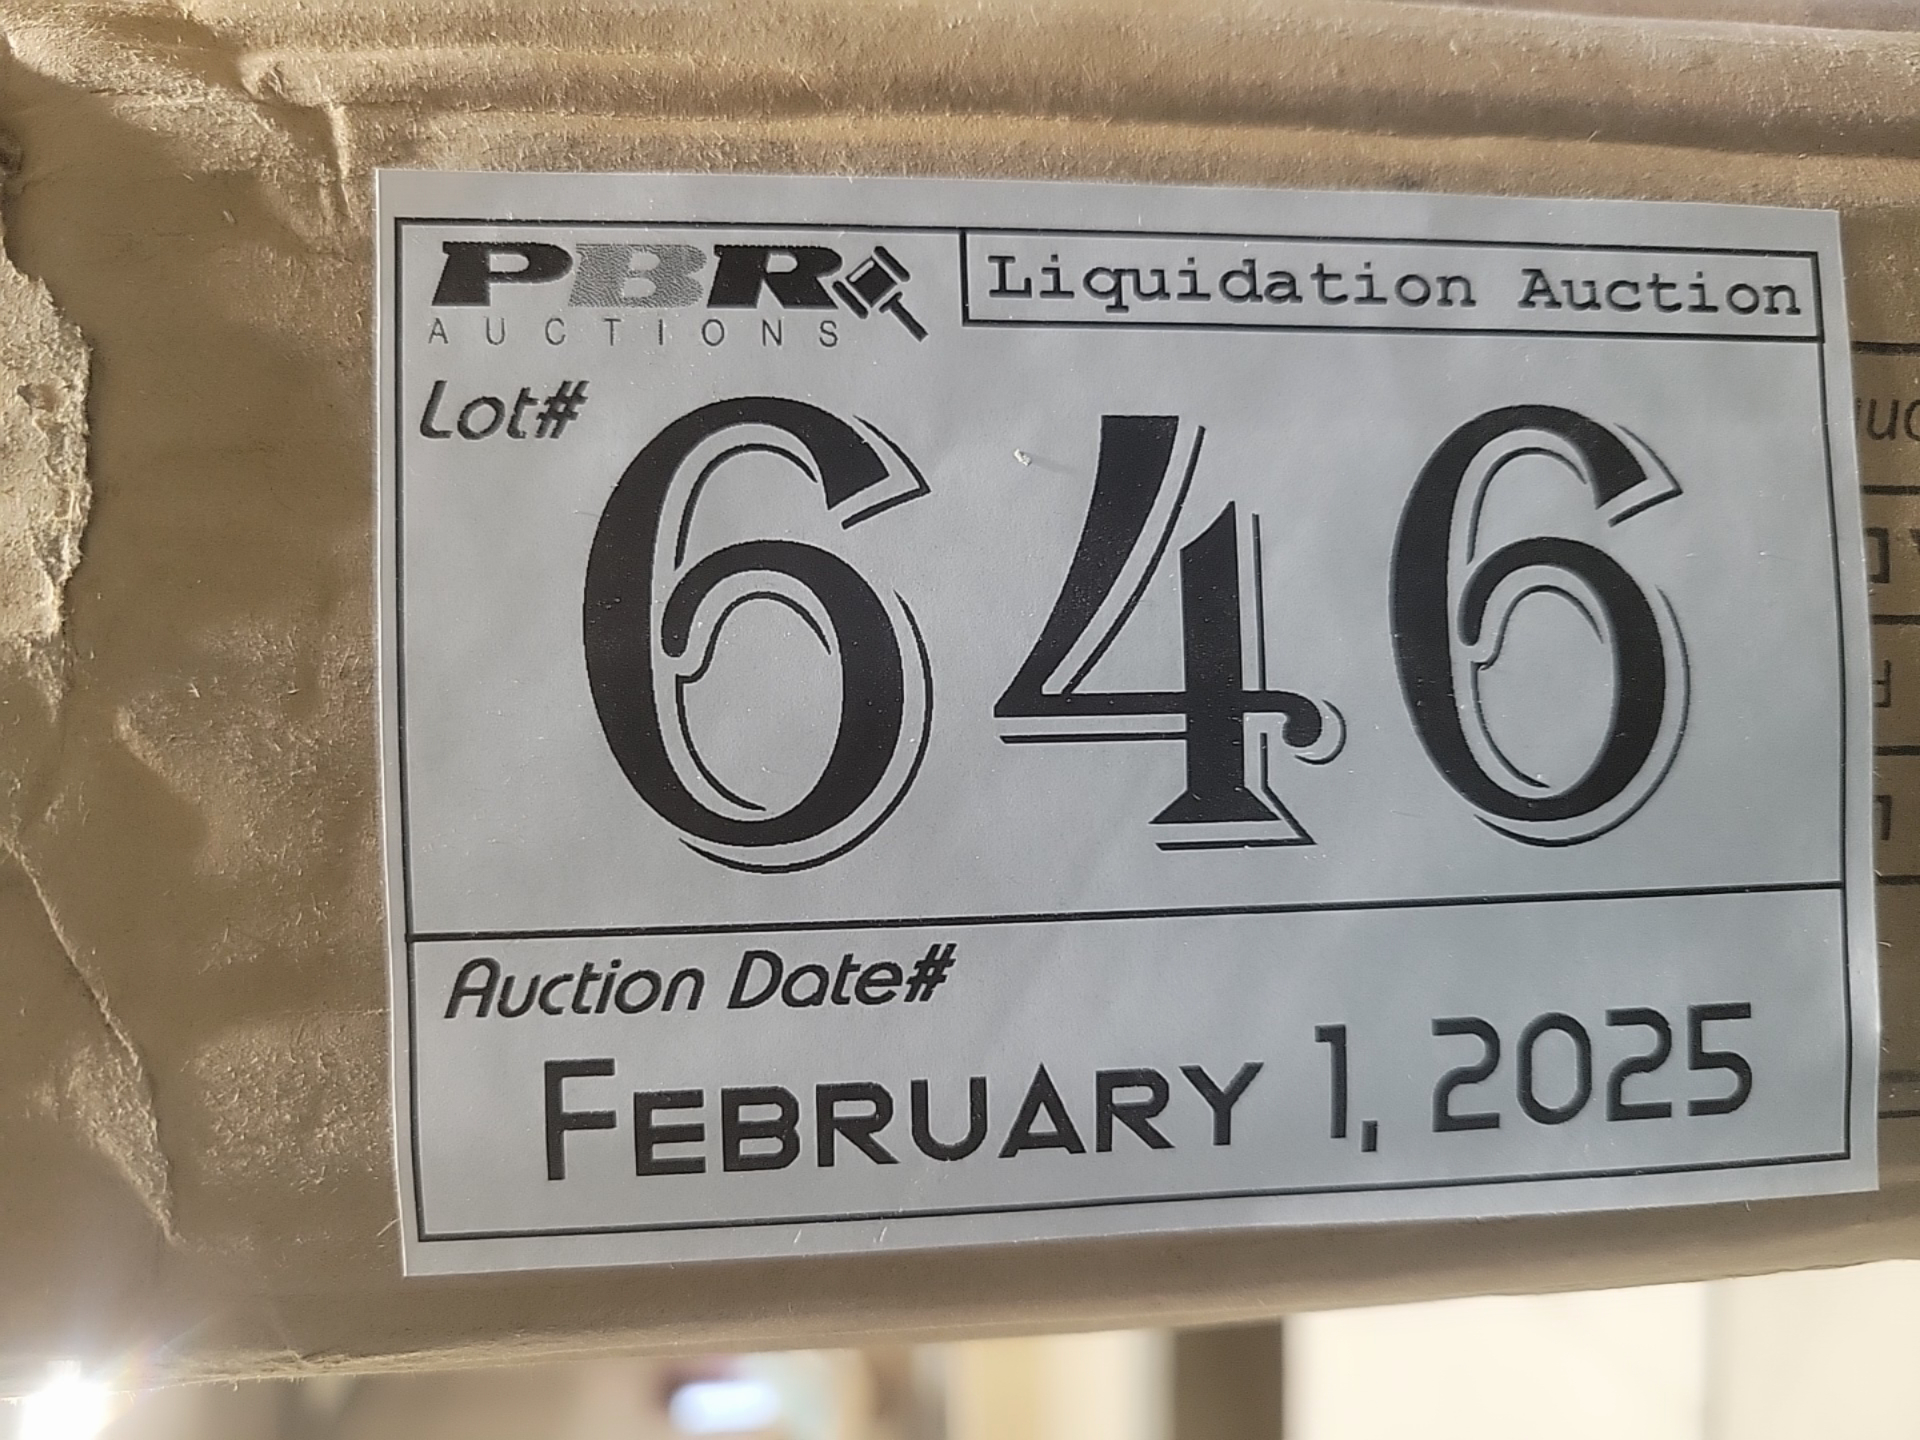 PBR
AUCTIONS
Liquidation Auction
Lot#
646
Auction Date#
FEBRUARY 1, 2025